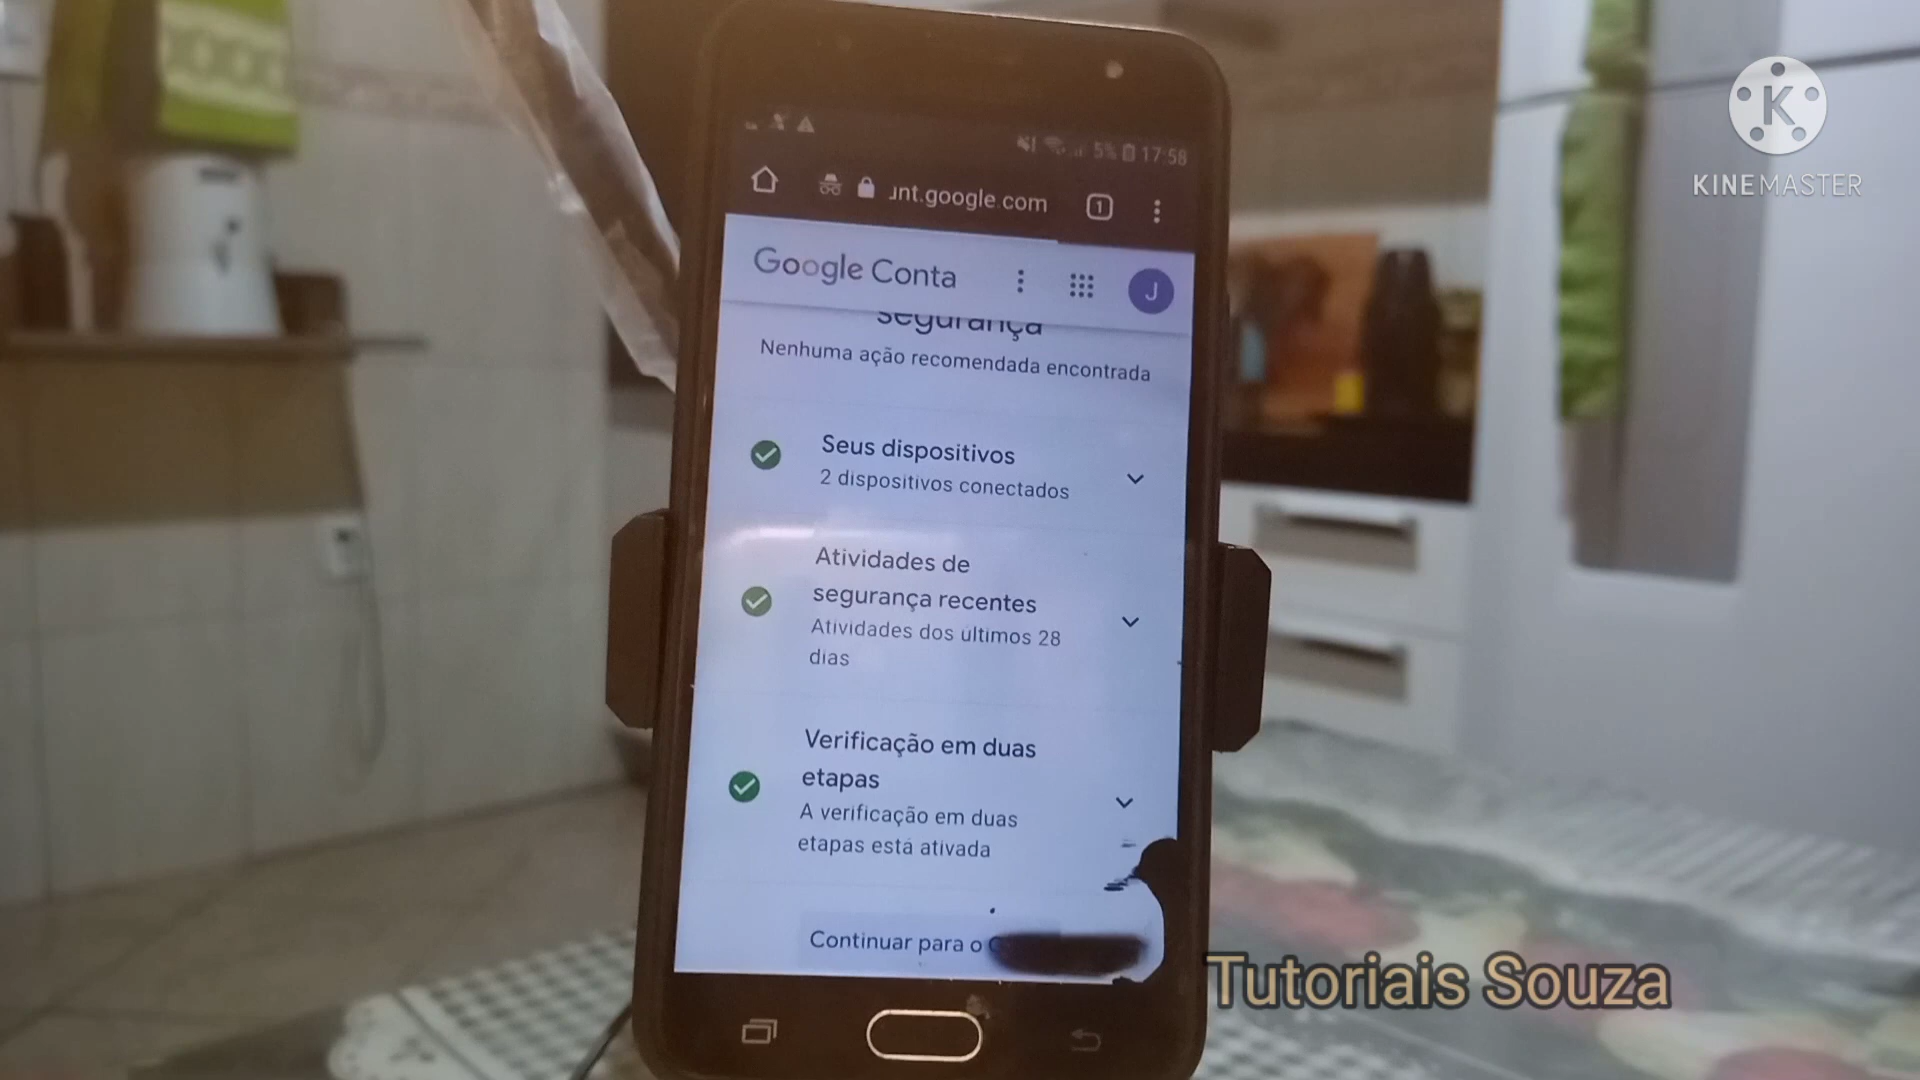 5% 17:58
unt.google.com
1
Google Conta
J
segurança
Nenhuma ação recomendada encontrada
Seus dispositivos
2 dispositivos conectados
Atividades de
segurança recentes
Atividades dos últimos 28
dias
Verificação em duas
etapas
A verificação em duas
etapas está ativada
Continuar para o
K
KINEMASTER
Tutoriais Souza